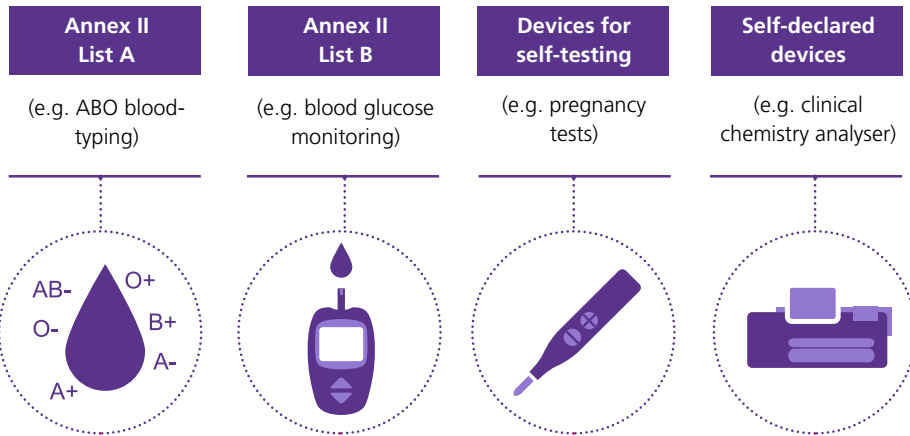 Annex II
List A
(e.g. ABO blood-
typing)
Annex II
List B
(e.g. blood glucose
monitoring)
Devices for
self-testing
(e.g. pregnancy
tests)
Self-declared
devices
(e.g. clinical
chemistry analyser)
AB-
O+
O-
B+
A-
A+